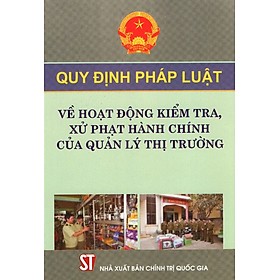 QUY ĐỊNH PHÁP LUẬT
VỀ HOẠT ĐỘNG KIỂM TRA,
XỬ PHẠT HÀNH CHÍNH
CỦA QUẢN LÝ THỊ TRƯỜNG
ST
NHÀ XUẤT BẢN CHÍNH TRỊ QUỐC GIA